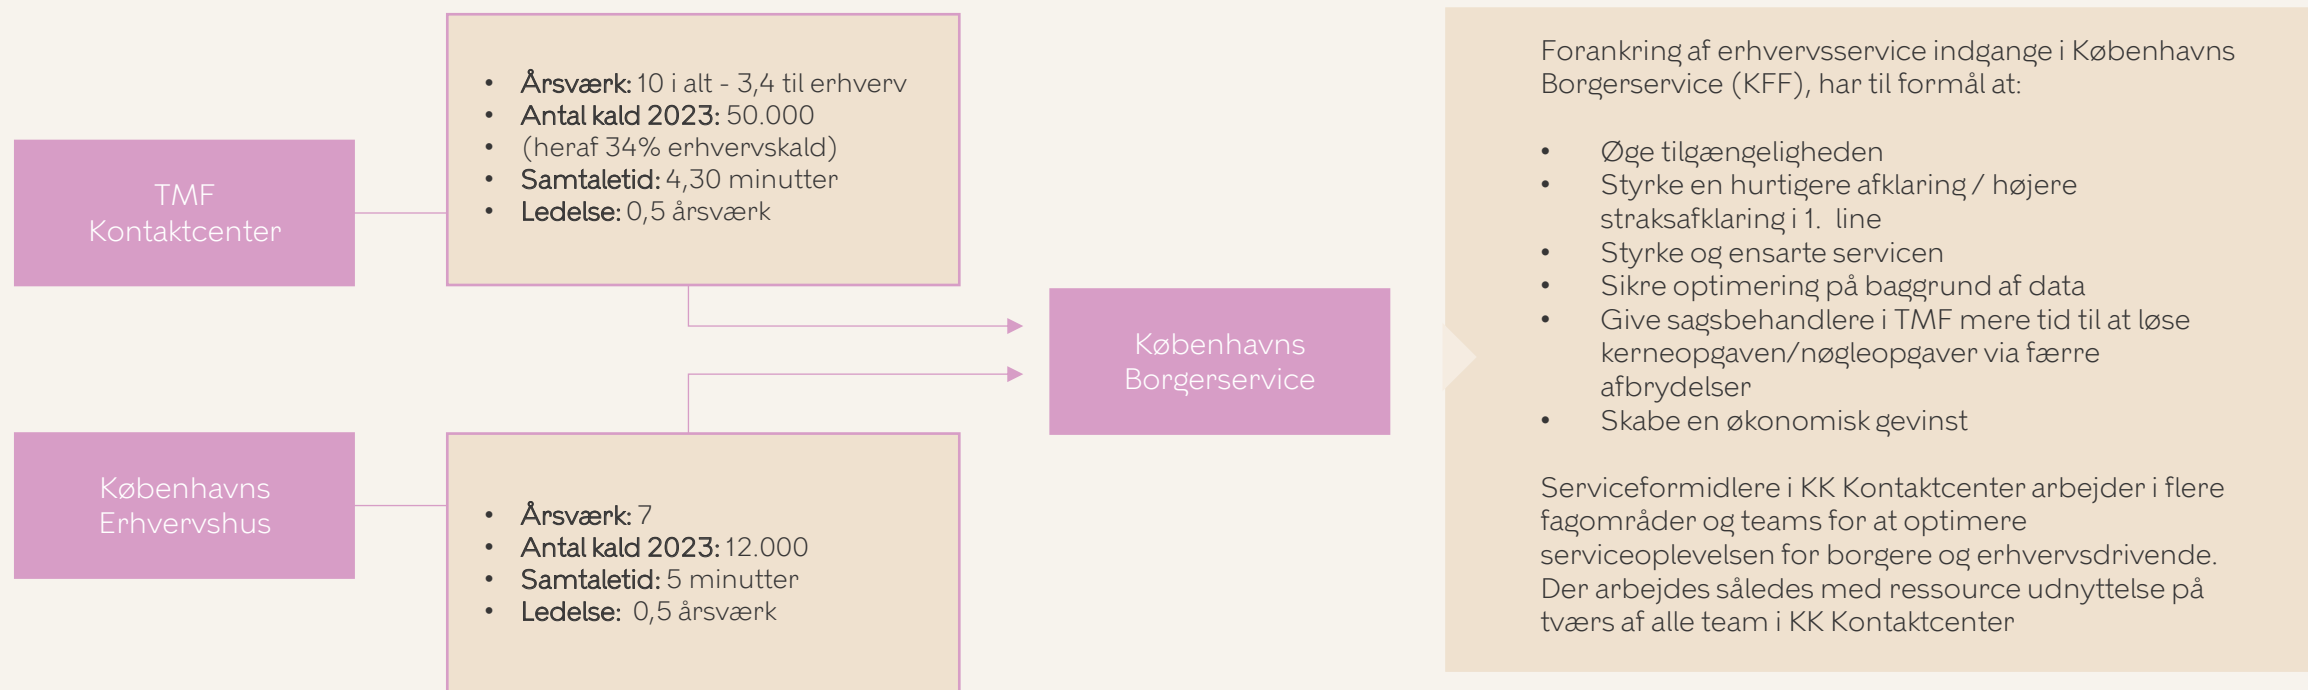 TMF
Kontaktcenter
• Årsværk: 10 i alt - 3,4 til erhverv
• Antal kald 2023: 50.000
• (heraf 34% erhvervskald)
• Samtaletid: 4,30 minutter
• Ledelse: 0,5 årsværk
Københavns
Erhvervshus
• Årsværk: 7
• Antal kald 2023: 12.000
• Samtaletid: 5 minutter
• Ledelse: 0,5 årsværk
Københavns
Borgerservice
Forankring af erhvervsservice indgange i Københavns
Borgerservice (KFF), har til formål at:
• Øge tilgængeligheden
• Styrke en hurtigere afklaring / højere
straksafklaring i 1. line
• Styrke og ensarte servicen
• Sikre optimering på baggrund af data
• Give sagsbehandlere i TMF mere tid til at løse
kerneopgaven/nøgleopgaver via færre
afbrydelser
• Skabe en økonomisk gevinst
Serviceformidlere i KK Kontaktcenter arbejder i flere
fagområder og teams for at optimere
serviceoplevelsen for borgere og erhvervsdrivende.
Der arbejdes således med ressource udnyttelse på
tværs af alle team i KK Kontaktcenter